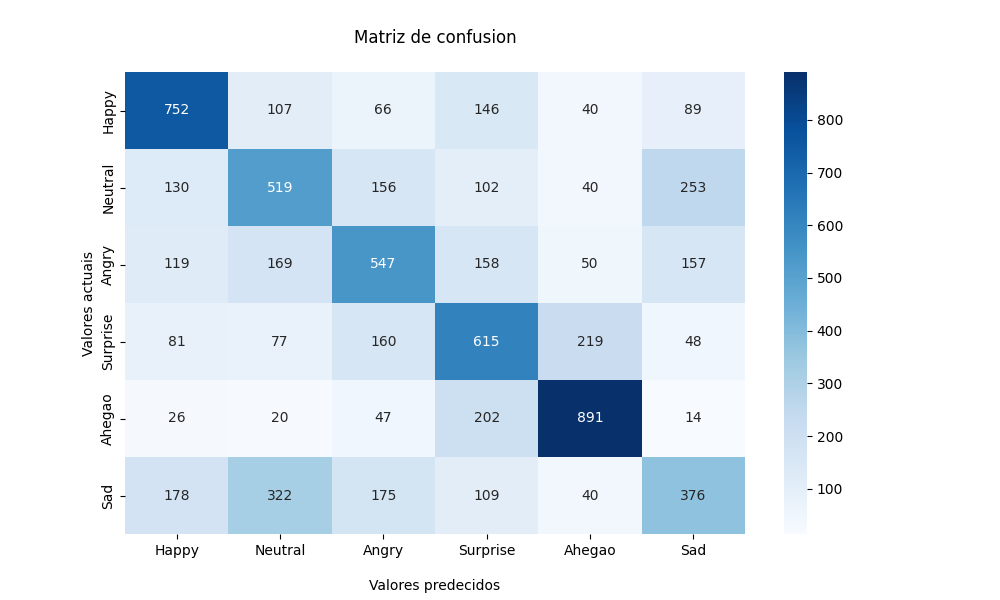 Matriz de confusion
Valores actuais
Happy 752 107 66 146 40 89
Neutral 130 519 156 102 40 253
Angry 119 169 547 158 50 157
Surprise 81 77 160 615 219 48
Ahegao 26 20 47 202 891 14
Sad 178 322 175 109 40 376
Happy Neutral Angry Surprise Ahegao Sad
Valores predecidos
800
700
600
500
400
300
200
100